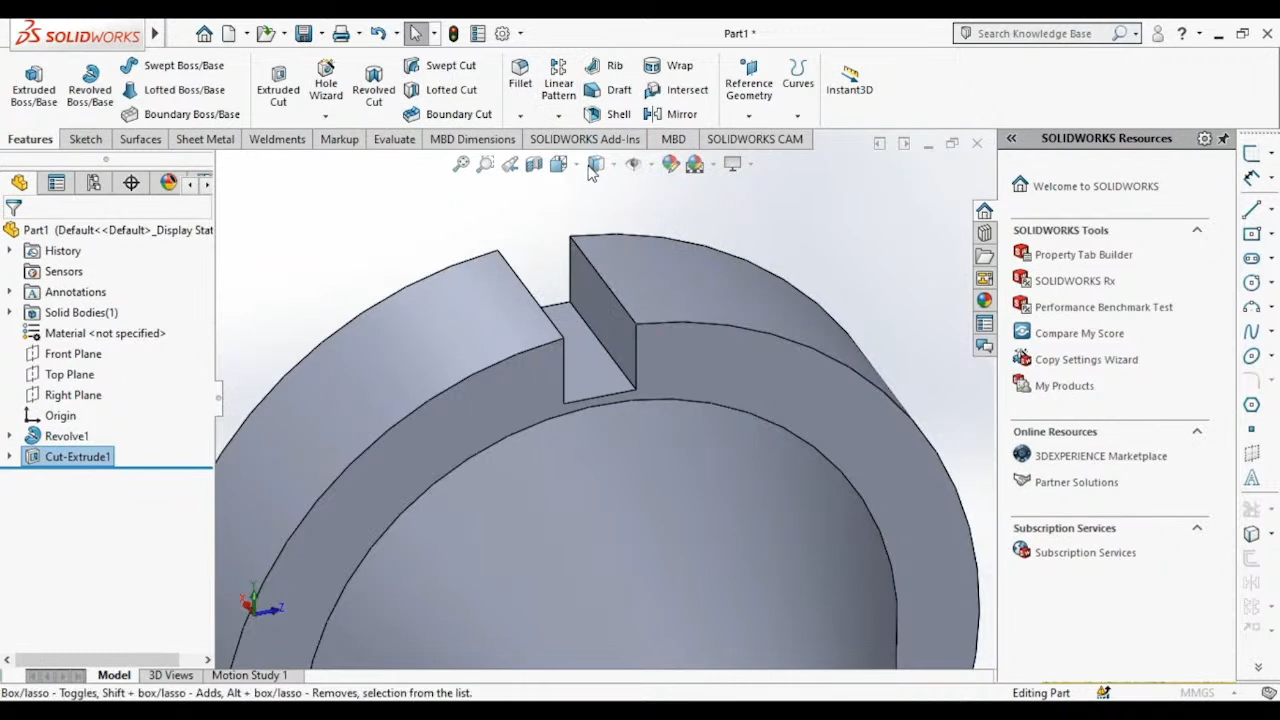 SOLIDWORKS
Part1 *
Search Knowledge Base
Extruded Boss/Base
Revolved Boss/Base
Swept Boss/Base
Lofted Boss/Base
Boundary Boss/Base
Extruded Cut
Hole Wizard
Revolved Cut
Swept Cut
Lofted Cut
Boundary Cut
Fillet
Linear Pattern
Rib
Draft
Shell
Wrap
Intersect
Mirror
Reference Geometry
Curves
Instant3D
Features
Sketch
Surfaces
Sheet Metal
Weldments
Markup
Evaluate
MBD Dimensions
SOLIDWORKS Add-Ins
MBD
SOLIDWORKS CAM
Part1 (Default<<Default>_Display Stat
History
Sensors
Annotations
Solid Bodies(1)
Material <not specified>
Front Plane
Top Plane
Right Plane
Origin
Revolve1
Cut-Extrude1
Y
X
Z
SOLIDWORKS Resources
Welcome to SOLIDWORKS
SOLIDWORKS Tools
Property Tab Builder
SOLIDWORKS Rx
Performance Benchmark Test
Compare My Score
Copy Settings Wizard
My Products
Online Resources
3DEXPERIENCE Marketplace
Partner Solutions
Subscription Services
Subscription Services
Model
3D Views
Motion Study 1
Box/lasso - Toggles, Shift + box/lasso - Adds, Alt + box/lasso - Removes, selection from the list.
Editing Part
MMGS